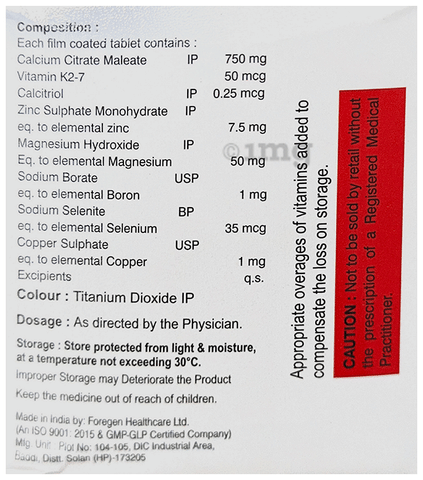 Composition :
Each film coated tablet contains :
Calcium Citrate Maleate IP 750 mg
Vitamin K2-7 50 mcg
Calcitriol IP 0.25 mcg
Zinc Sulphate Monohydrate IP
eq. to elemental zinc 7.5 mg
Magnesium Hydroxide IP
Eq. to elemental Magnesium 50 mg
Sodium Borate USP
eq. to elemental Boron 1 mg
Sodium Selenite BP
eq. to elemental Selenium 35 mcg
Copper Sulphate USP
eq. to elemental Copper 1 mg
Excipients q.s.
Colour : Titanium Dioxide IP
Dosage : As directed by the Physician.
Storage : Store protected from light & moisture,
at a temperature not exceeding 30°C.
Improper Storage may Deteriorate the Product
Keep the medicine out of reach of children.
Made in India by: Foregen Healthcare Ltd.
(An ISO 9001: 2015 & GMP-GLP Certified Company)
Mfg. Unit: Plot No: 104-105, DIC Industrial Area,
Baddi, Distt. Solan (HP)-173205
Appropriate overages of vitamins added to
compensate the loss on storage.
CAUTION : Not to be sold by retail without
the prescription of a Registered Medical
Practitioner.
© 1mg